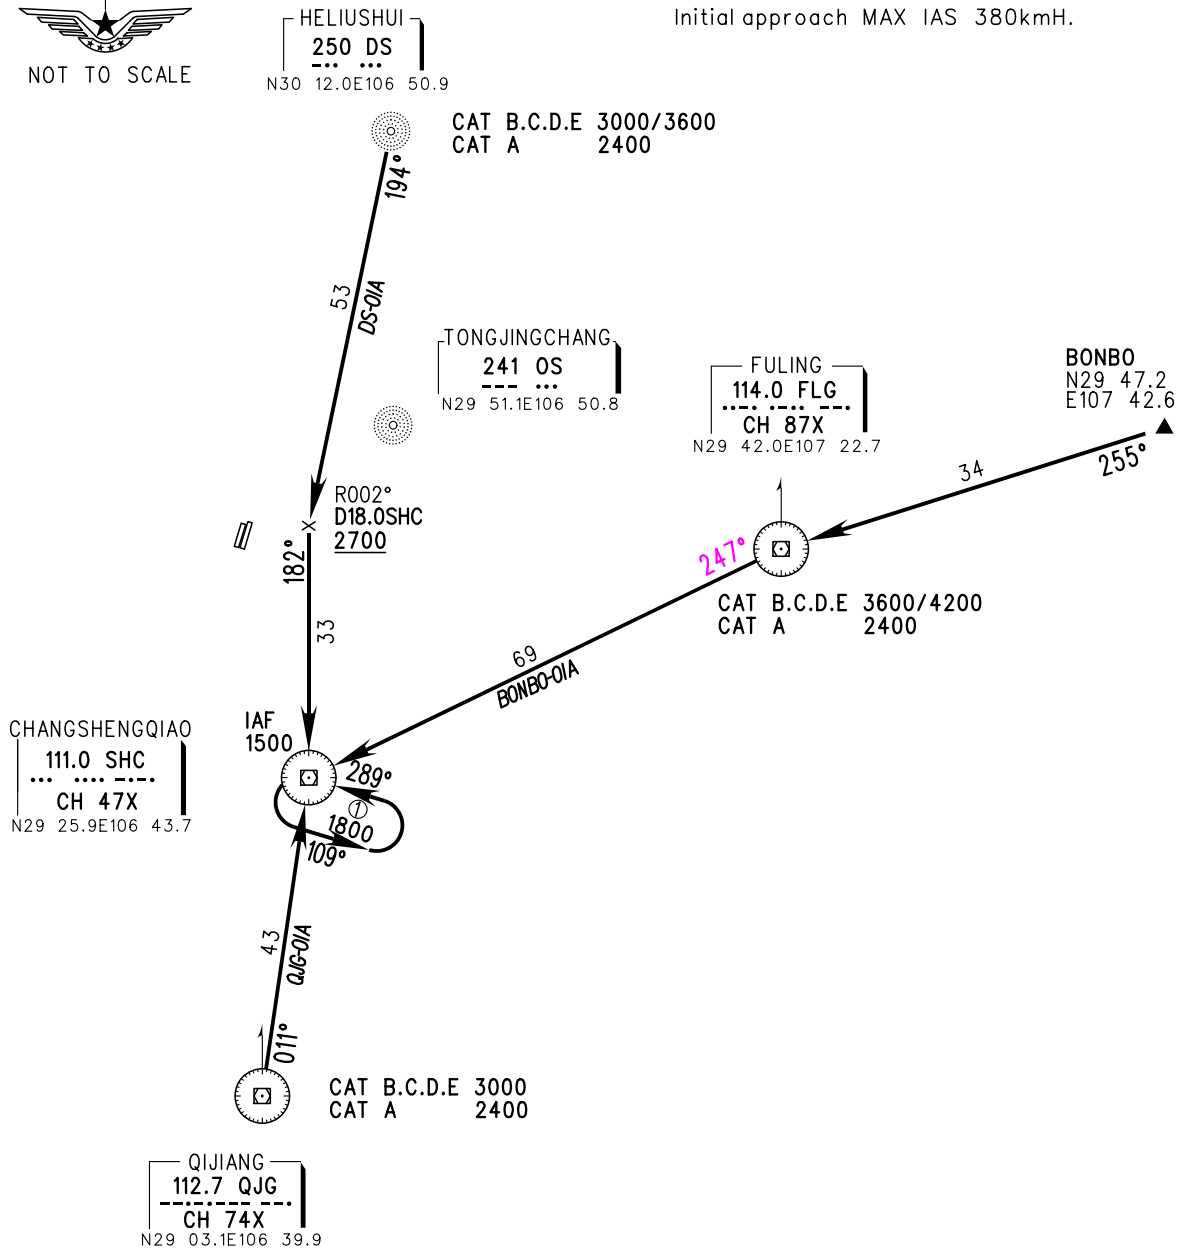 NOT TO SCALE
Initial approach MAX IAS 380kmH.
HELIUSHUI
250 DS
N30 12.0E106 50.9
CAT B.C.D.E 3000/3600
CAT A 2400
194°
53
DS-01A
TONGJINGCHANG
241 OS
N29 51.1E106 50.8
FULING
114.0 FLG
CH 87X
N29 42.0E107 22.7
BONBO
N29 47.2
E107 42.6
255°
34
R002°
D18.0SHC
2700
182°
33
247°
CAT B.C.D.E 3600/4200
CAT A 2400
69
BONBO-01A
IAF
1500
CHANGSHENGQIAO
111.0 SHC
CH 47X
N29 25.9E106 43.7
289°
1
1800
109°
43
QJG-01A
011°
CAT B.C.D.E 3000
CAT A 2400
QIJIANG
112.7 QJG
CH 74X
N29 03.1E106 39.9